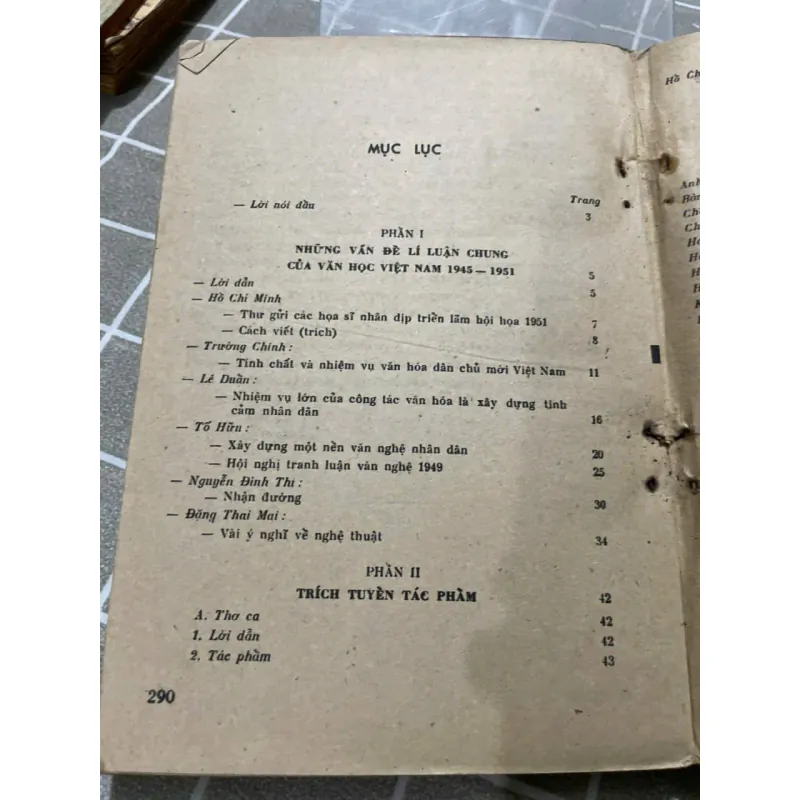 MỤC LỤC
Trang
— Lời nói đầu 3
PHẦN I
NHỮNG VẤN ĐỀ LÍ LUẬN CHUNG
CỦA VĂN HỌC VIỆT NAM 1945 — 1951 5
— Lời dẫn 5
— Hồ Chí Minh
— Thư gửi các họa sĩ nhân dịp triển lãm hội họa 1951 7
— Cách viết (trích) 8
— Trường Chinh :
— Tính chất và nhiệm vụ văn hóa dân chủ mới Việt Nam 11
— Lê Duẩn :
— Nhiệm vụ lớn của công tác văn hóa là xây dựng tình
cảm nhân dân 16
— Tố Hữu :
— Xây dựng một nền văn nghệ nhân dân 20
— Hội nghị tranh luận văn nghệ 1949 25
— Nguyễn Đình Thi :
— Nhận đường 30
— Đặng Thai Mai :
— Vài ý nghĩ về nghệ thuật 34
PHẦN II
TRÍCH TUYỂN TÁC PHẨM 42
A. Thơ ca 42
1. Lời dẫn 42
2. Tác phẩm 43
290
Hồ Ch